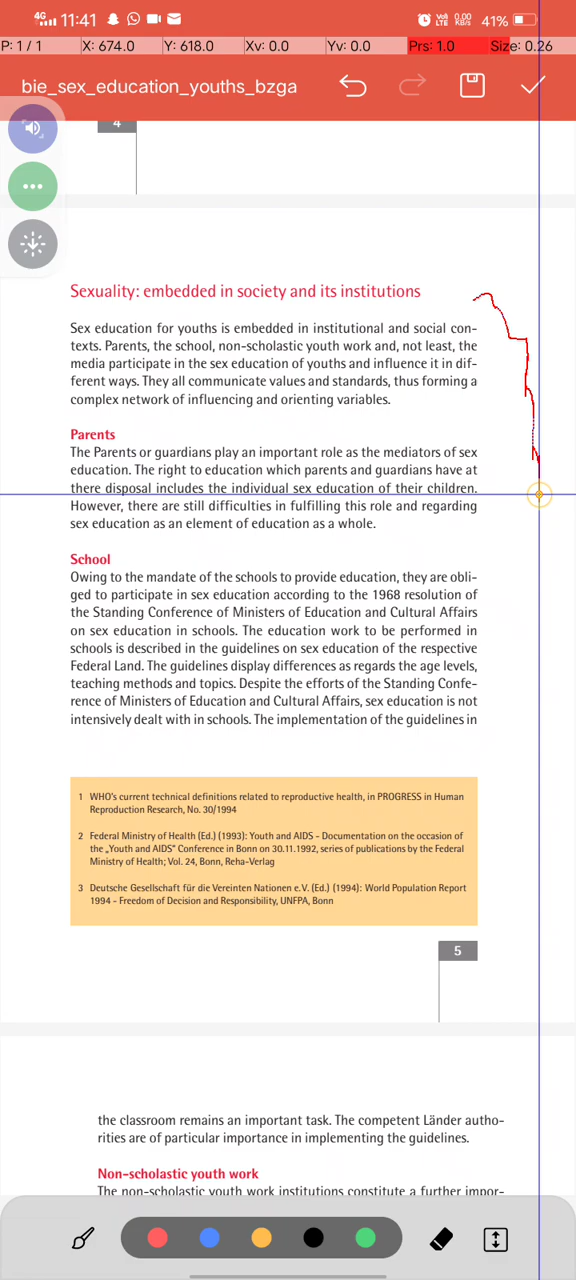 4G 11:41 VoI LTE 0.00 KB/s 41%
P: 1 / 1 X: 674.0 Y: 618.0 Xv: 0.0 Yv: 0.0 Prs: 1.0 Size: 0.26
bie_sex_education_youths_bzga
4
Sexuality: embedded in society and its institutions
Sex education for youths is embedded in institutional and social con-
texts. Parents, the school, non-scholastic youth work and, not least, the
media participate in the sex education of youths and influence it in dif-
ferent ways. They all communicate values and standards, thus forming a
complex network of influencing and orienting variables.
Parents
The Parents or guardians play an important role as the mediators of sex
education. The right to education which parents and guardians have at
there disposal includes the individual sex education of their children.
However, there are still difficulties in fulfilling this role and regarding
sex education as an element of education as a whole.
School
Owing to the mandate of the schools to provide education, they are obli-
ged to participate in sex education according to the 1968 resolution of
the Standing Conference of Ministers of Education and Cultural Affairs
on sex education in schools. The education work to be performed in
schools is described in the guidelines on sex education of the respective
Federal Land. The guidelines display differences as regards the age levels,
teaching methods and topics. Despite the efforts of the Standing Confe-
rence of Ministers of Education and Cultural Affairs, sex education is not
intensively dealt with in schools. The implementation of the guidelines in
1 WHO's current technical definitions related to reproductive health, in PROGRESS in Human
Reproduction Research, No. 30/1994
2 Federal Ministry of Health (Ed.) (1993): Youth and AIDS - Documentation on the occasion of
the „Youth and AIDS" Conference in Bonn on 30.11.1992, series of publications by the Federal
Ministry of Health; Vol. 24, Bonn, Reha-Verlag
3 Deutsche Gesellschaft für die Vereinten Nationen e.V. (Ed.) (1994): World Population Report
1994 - Freedom of Decision and Responsibility, UNFPA, Bonn
5
the classroom remains an important task. The competent Länder autho-
rities are of particular importance in implementing the guidelines.
Non-scholastic youth work
The non-scholastic youth work institutions constitute a further impor-